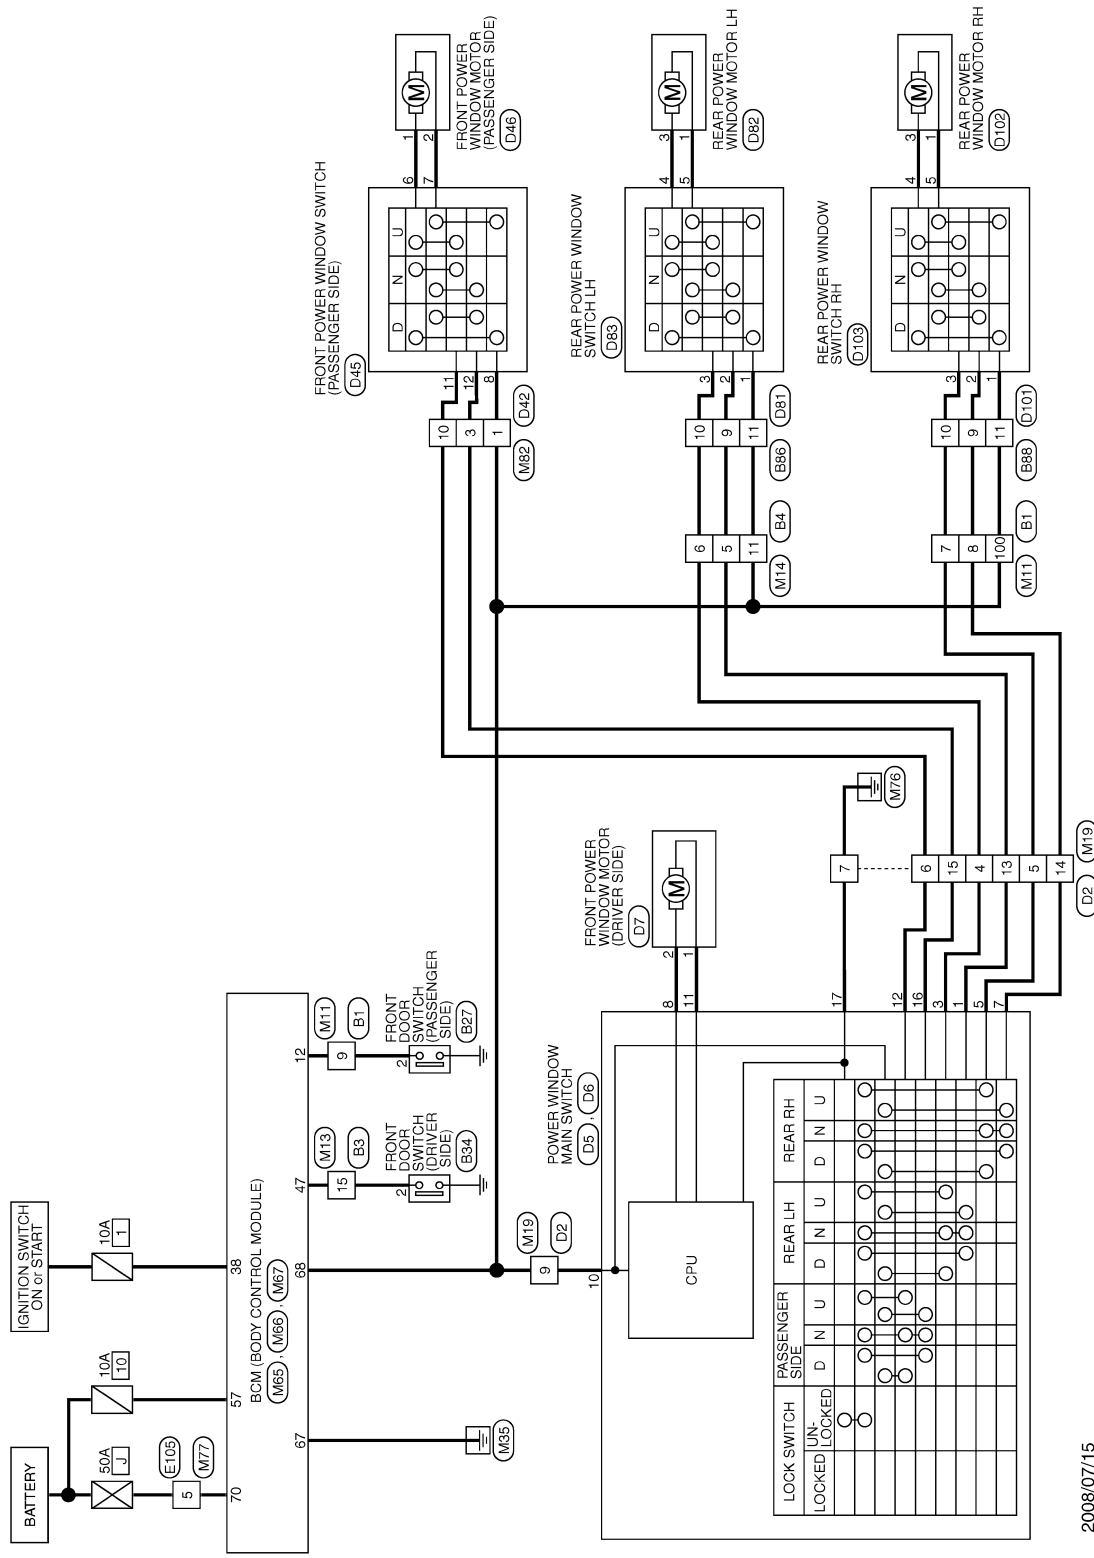 BATTERY
IGNITION SWITCH
ON or START
50A
J
10A
10
10A
1
5
E105
M77
70
57
38
BCM (BODY CONTROL MODULE)
M65 , M66 , M67
67
68
47
12
M35
15
M13
B3
2
FRONT
DOOR
SWITCH
(DRIVER
SIDE)
B34
9
M11
B1
2
FRONT
DOOR
SWITCH
(PASSENGER
SIDE)
B27
9
M19
D2
10
POWER WINDOW
MAIN SWITCH
D5 , D6
CPU
8
11
2
1
M
FRONT POWER
WINDOW MOTOR
(DRIVER SIDE)
D7
17
7
M76
LOCK SWITCH
LOCKED
UN-
LOCKED
PASSENGER
SIDE
D
N
U
REAR LH
D
N
U
REAR RH
D
N
U
12
16
3
1
5
7
6
15
4
13
5
14
D2
M19
10
3
1
M82
D42
11
12
8
FRONT POWER WINDOW SWITCH
(PASSENGER SIDE)
D45
D
N
U
6
7
1
2
M
FRONT POWER
WINDOW MOTOR
(PASSENGER SIDE)
D46
6
5
11
M14
B4
10
9
11
B86
D81
3
2
1
REAR POWER WINDOW
SWITCH LH
D83
D
N
U
4
5
3
1
M
REAR POWER
WINDOW MOTOR LH
D82
7
8
100
M11
B1
10
9
11
B88
D101
3
2
1
REAR POWER WINDOW
SWITCH RH
D103
D
N
U
4
5
3
1
M
REAR POWER
WINDOW MOTOR RH
D102
2008/07/15